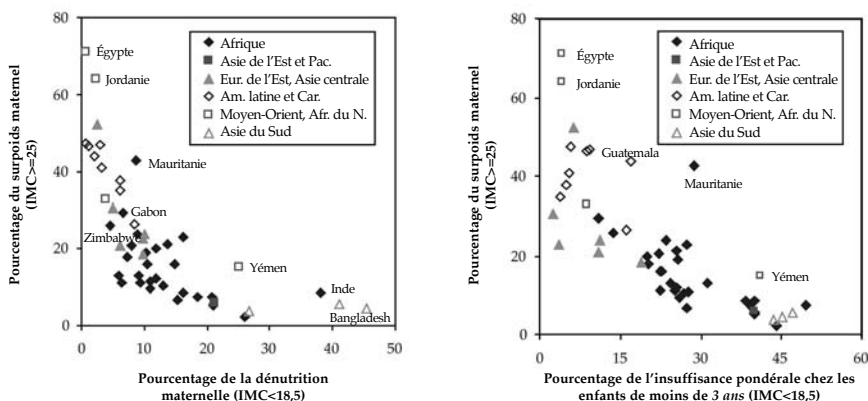 Pourcentage du surpoids maternel
(IMC>=25)
80
60
40
20
0
Égypte
Jordanie
Mauritanie
Gabon
Zimbabwe
Yémen
Inde
Bangladesh
Afrique
Asie de l'Est et Pac.
Eur. de l'Est, Asie centrale
Am. latine et Car.
Moyen-Orient, Afr. du N.
Asie du Sud
0 10 20 30 40 50
Pourcentage de la dénutrition
maternelle (IMC<18,5)
Pourcentage du surpoids maternel
(IMC>=25)
80
60
40
20
0
Égypte
Jordanie
Guatemala
Mauritanie
Yémen
Afrique
Asie de l'Est et Pac.
Eur. de l'Est, Asie centrale
Am. latine et Car.
Moyen-Orient, Afr. du N.
Asie du Sud
0 15 30 45 60
Pourcentage de l'insuffisance pondérale chez les
enfants de moins de 3 ans (IMC<18,5)